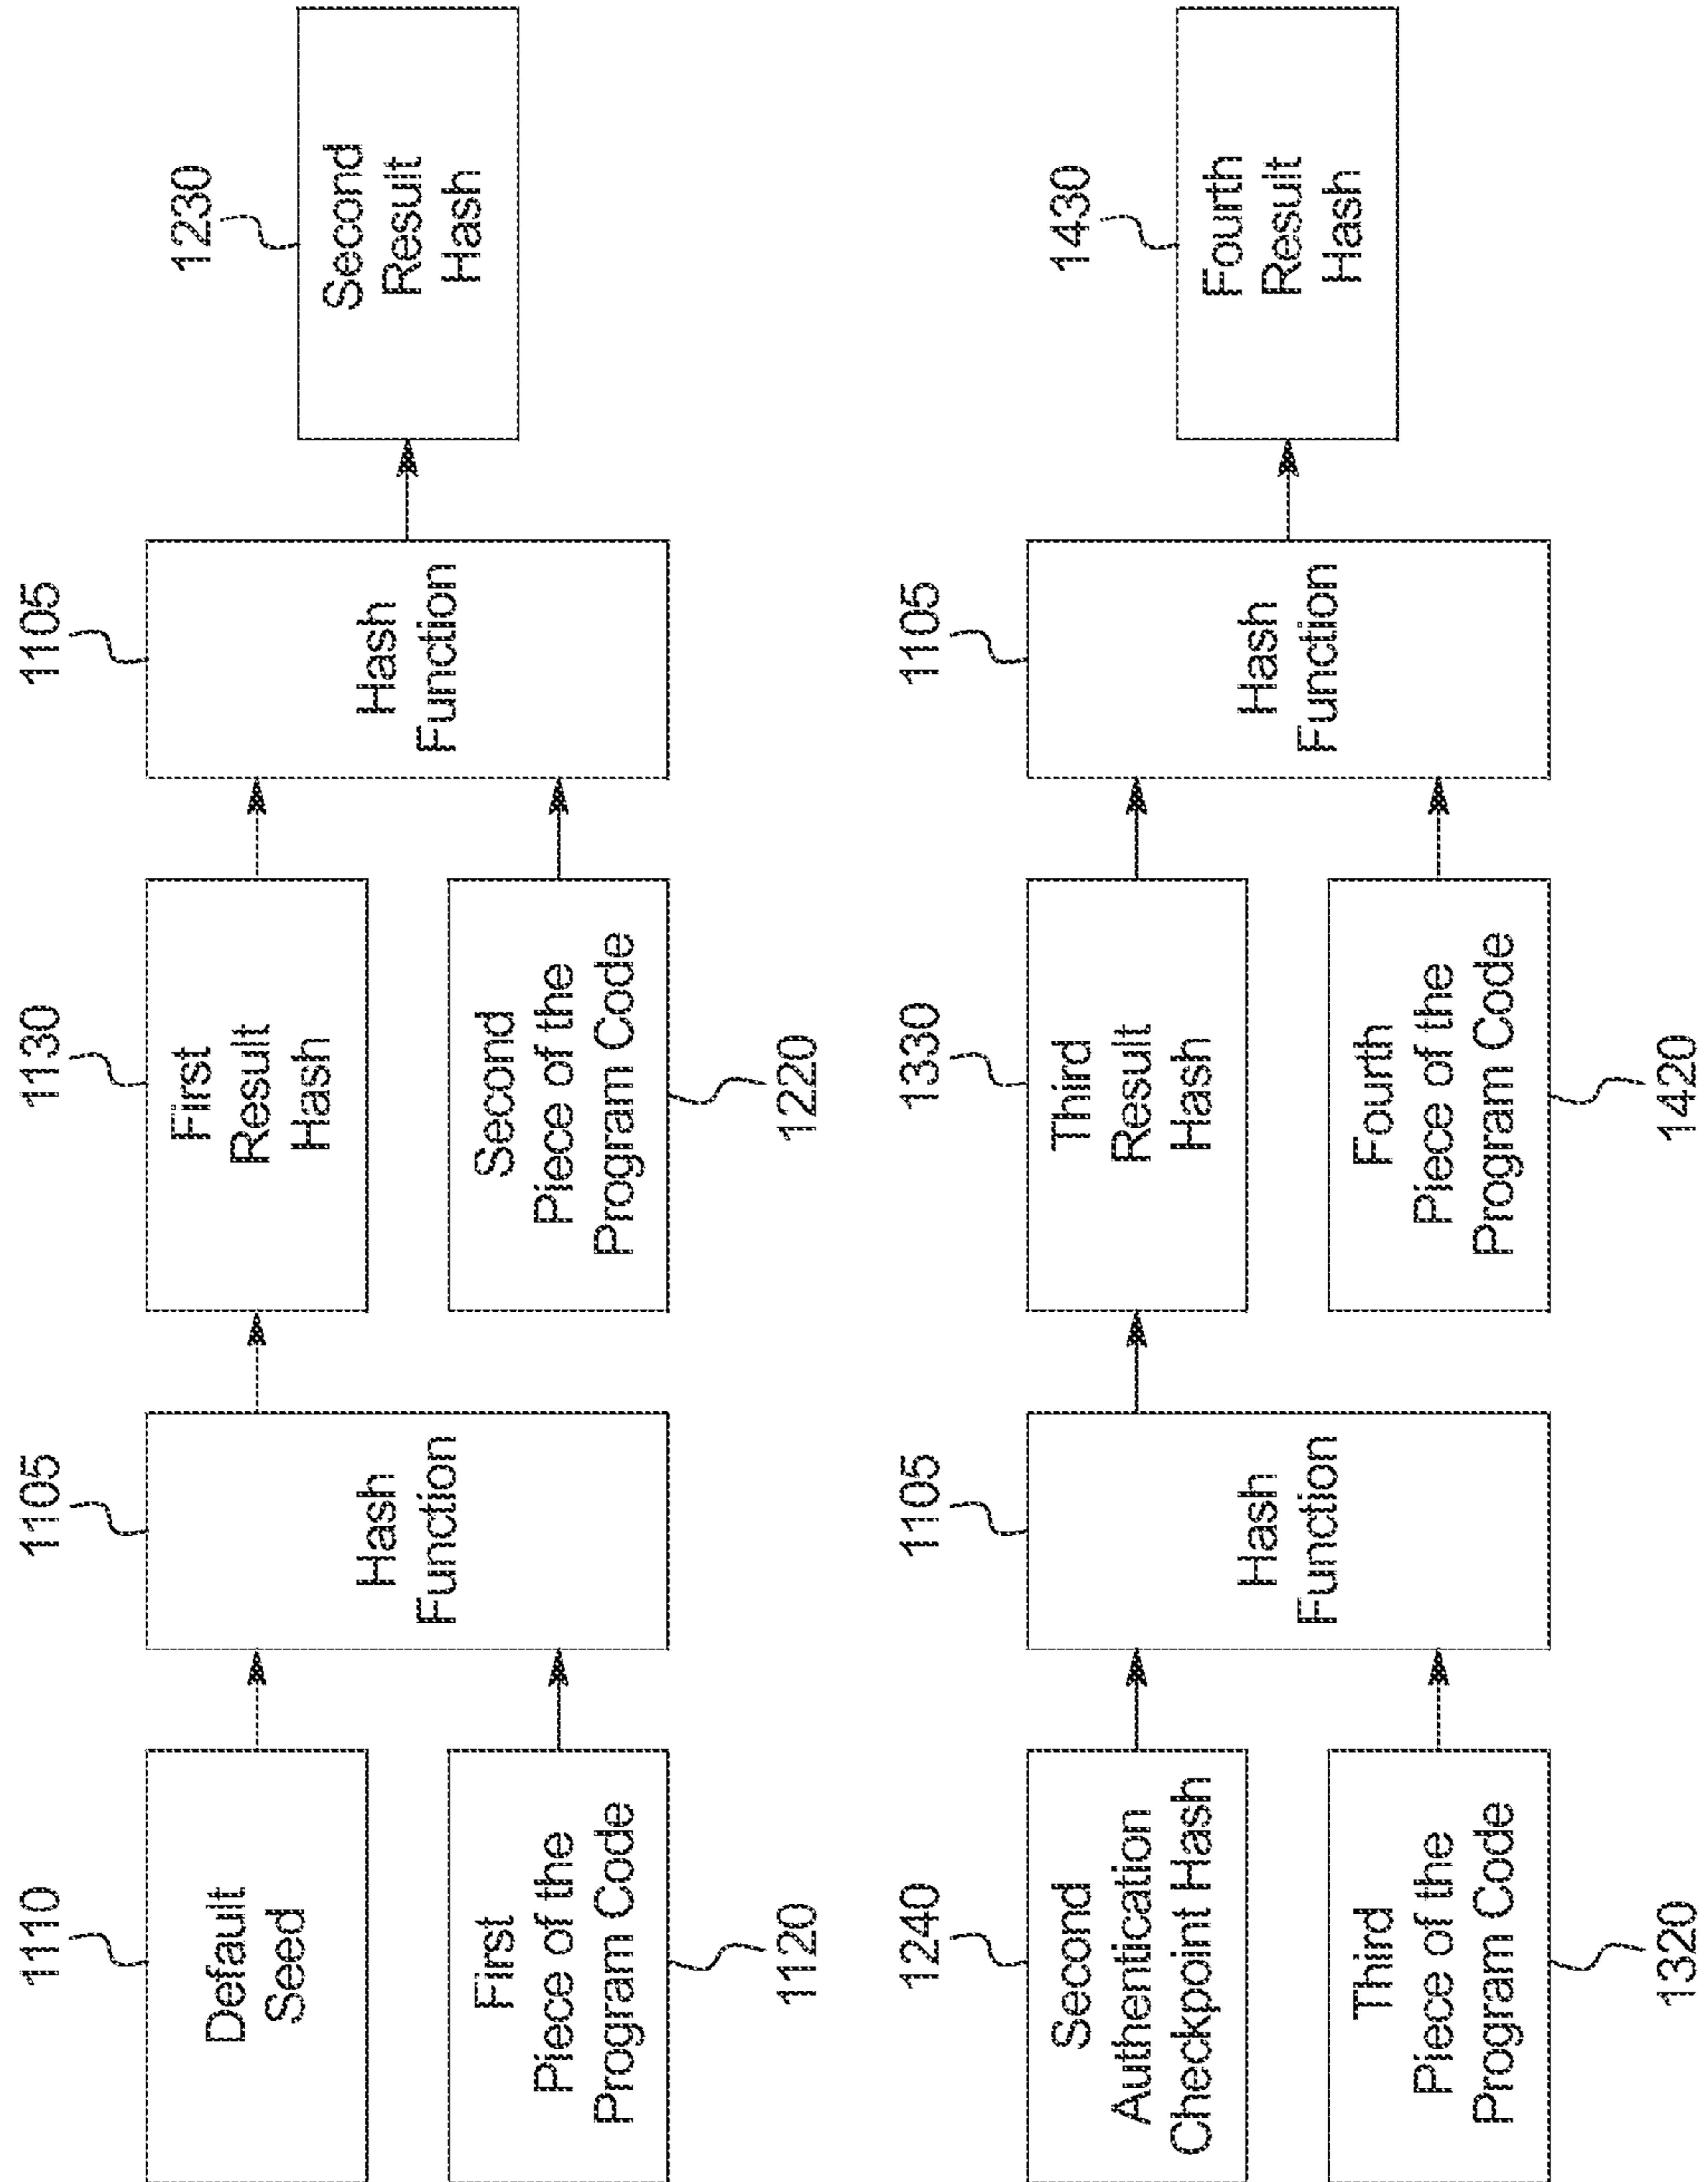 1110
Default
Seed
First
Piece of the
Program Code
1120
1105
Hash
Function
1130
First
Result
Hash
Second
Piece of the
Program Code
1220
1105
Hash
Function
1230
Second
Result
Hash
1240
Second
Authentication
Checkpoint Hash
Third
Piece of the
Program Code
1320
1105
Hash
Function
1330
Third
Result
Hash
Fourth
Piece of the
Program Code
1420
1105
Hash
Function
1430
Fourth
Result
Hash